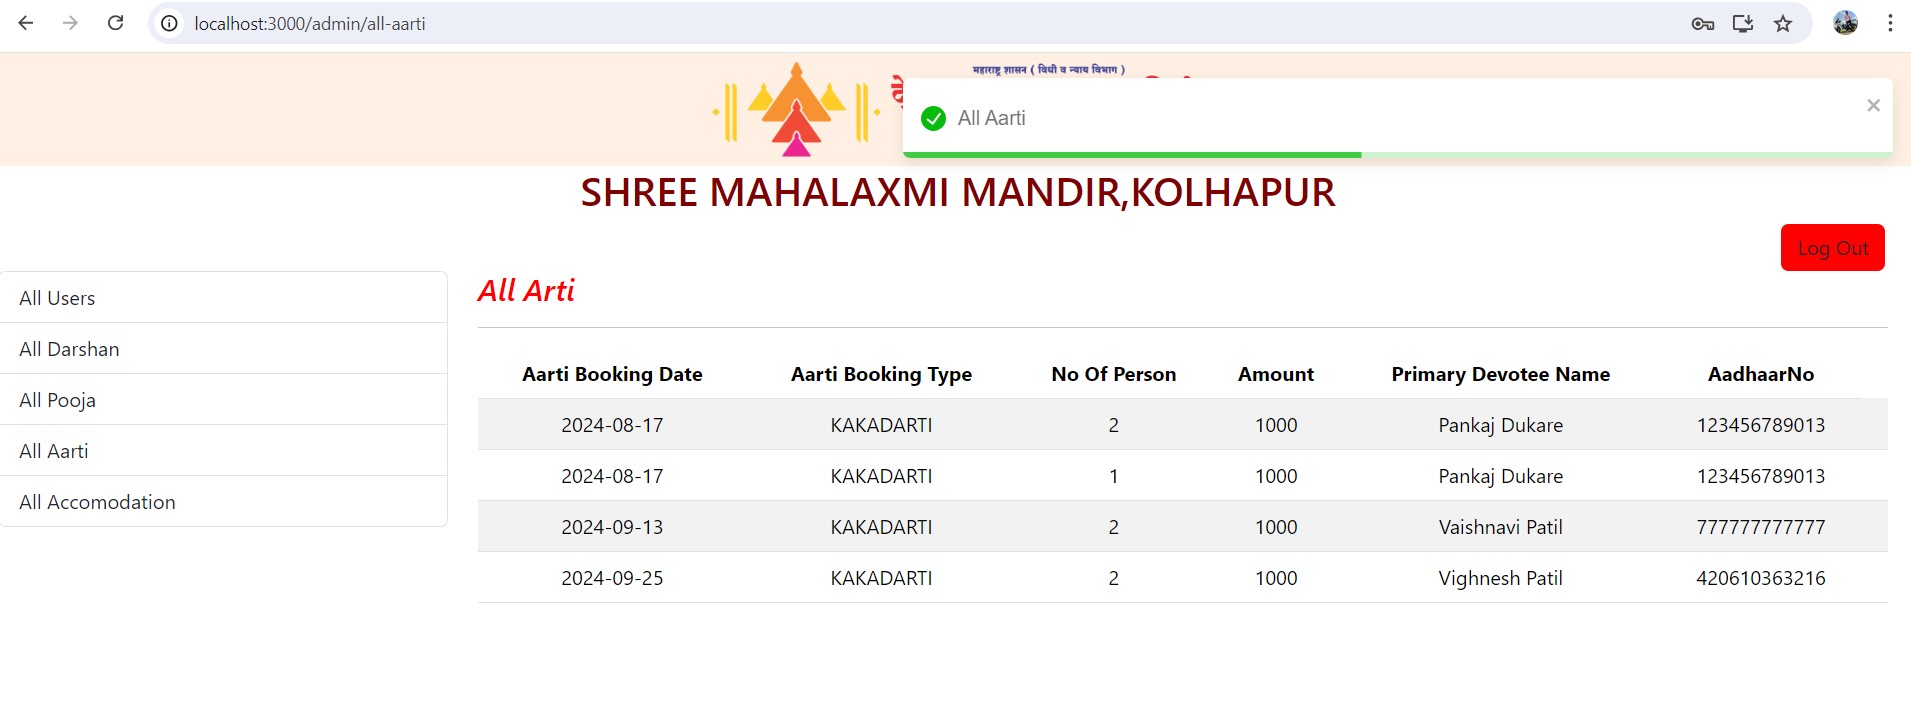 localhost:3000/admin/all-aarti
महाराष्ट्र शासन ( विधी व न्याय विभाग )
All Aarti
SHREE MAHALAXMI MANDIR,KOLHAPUR
Log Out
All Users
All Darshan
All Pooja
All Aarti
All Accomodation
All Arti
Aarti Booking Date Aarti Booking Type No Of Person Amount Primary Devotee Name AadhaarNo
2024-08-17 KAKADARTI 2 1000 Pankaj Dukare 123456789013
2024-08-17 KAKADARTI 1 1000 Pankaj Dukare 123456789013
2024-09-13 KAKADARTI 2 1000 Vaishnavi Patil 777777777777
2024-09-25 KAKADARTI 2 1000 Vighnesh Patil 420610363216